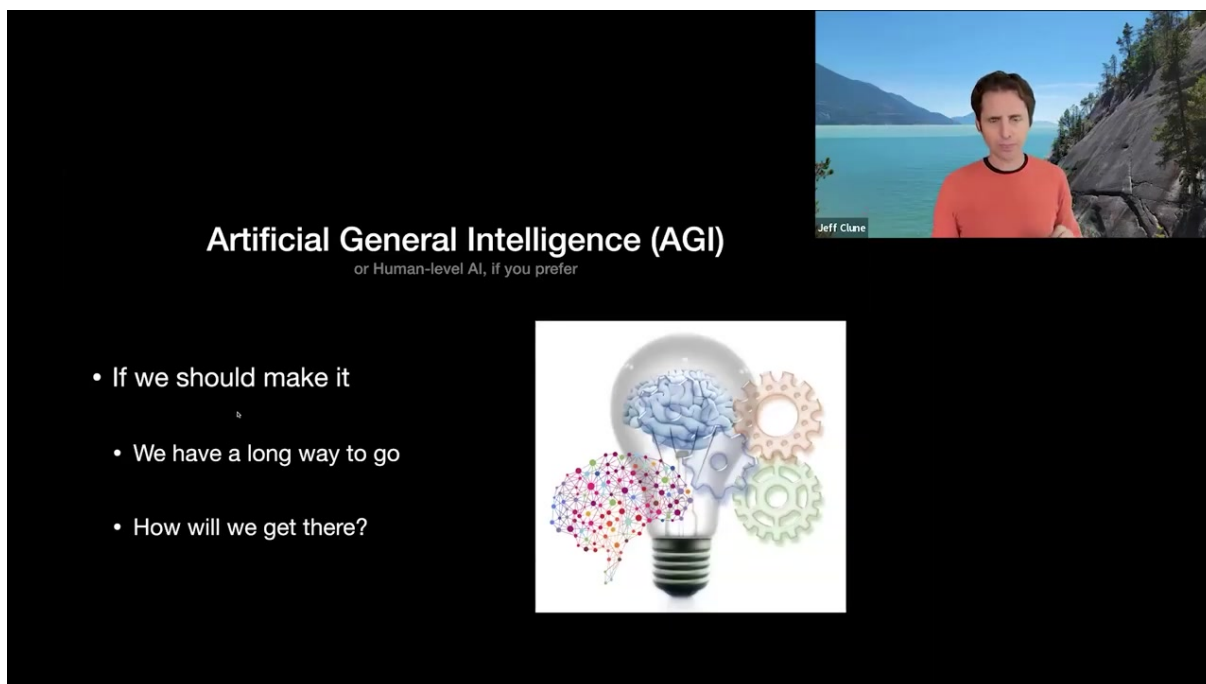 Jeff Clune
Artificial General Intelligence (AGI)
or Human-level AI, if you prefer
• If we should make it
• We have a long way to go
• How will we get there?